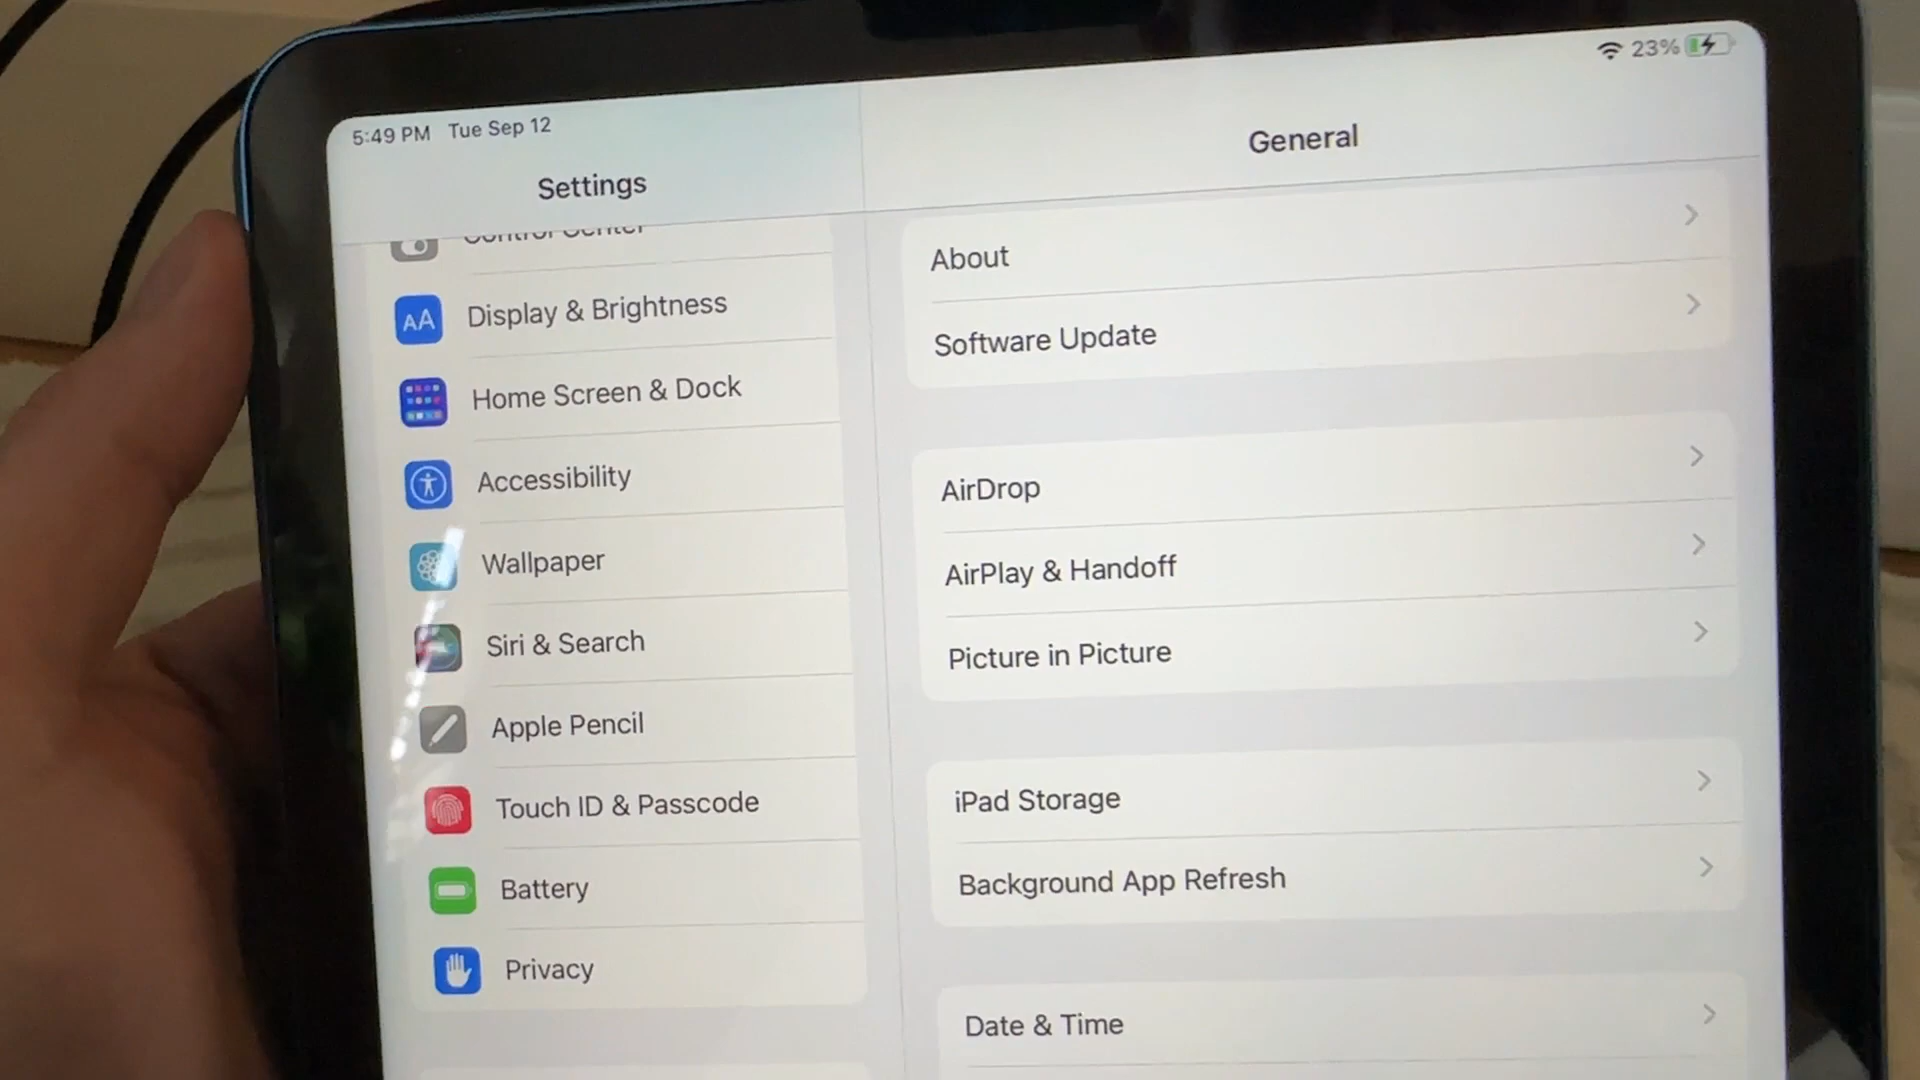 5:49 PM Tue Sep 12
23%
Settings
Control Center
Display & Brightness
Home Screen & Dock
Accessibility
Wallpaper
Siri & Search
Apple Pencil
Touch ID & Passcode
Battery
Privacy
General
About
Software Update
AirDrop
AirPlay & Handoff
Picture in Picture
iPad Storage
Background App Refresh
Date & Time